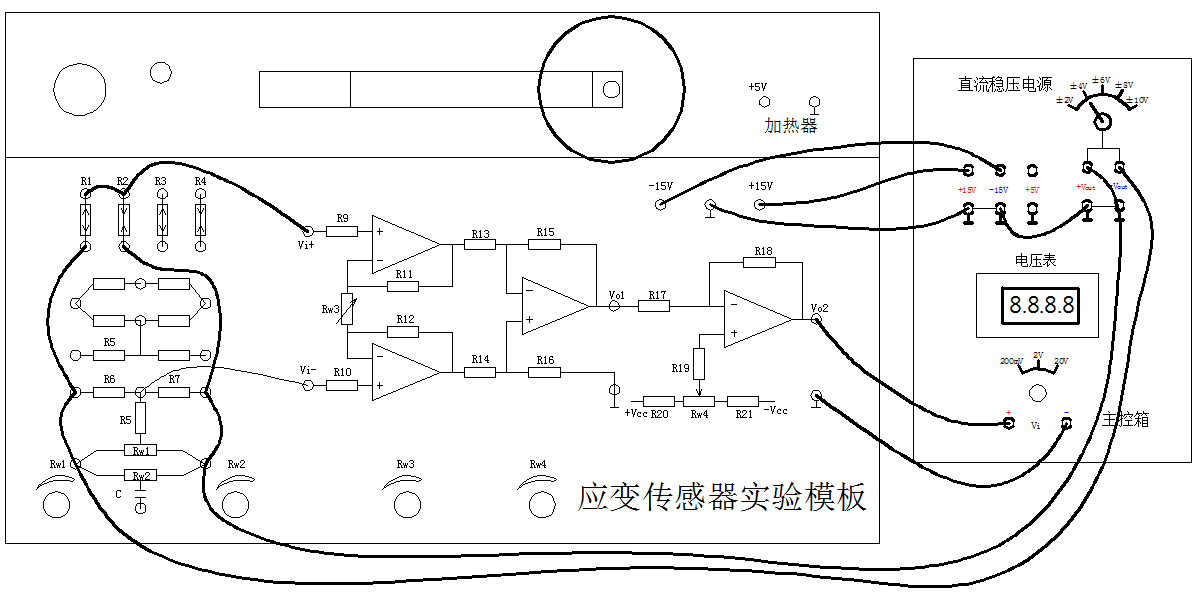 +5V
加热器
直流稳压电源
±2V ±4V ±6V ±8V ±10V
R1 R2 R3 R4
-15V +15V
+15V -15V +5V +Vout -Vout
Vi+ R9 R13 R15
R11
R18
Rw3
Vo1 R17 Vo2
R12
电压表
8.8.8.8
R5
Vi- R10 R14 R16
R19
200mV 2V 20V
R6 R7
R5
+Vcc R20 Rw4 R21 -Vcc
+ Vi -
主控箱
Rw1
Rw2
C
Rw1 Rw2 Rw3 Rw4
应变传感器实验模板